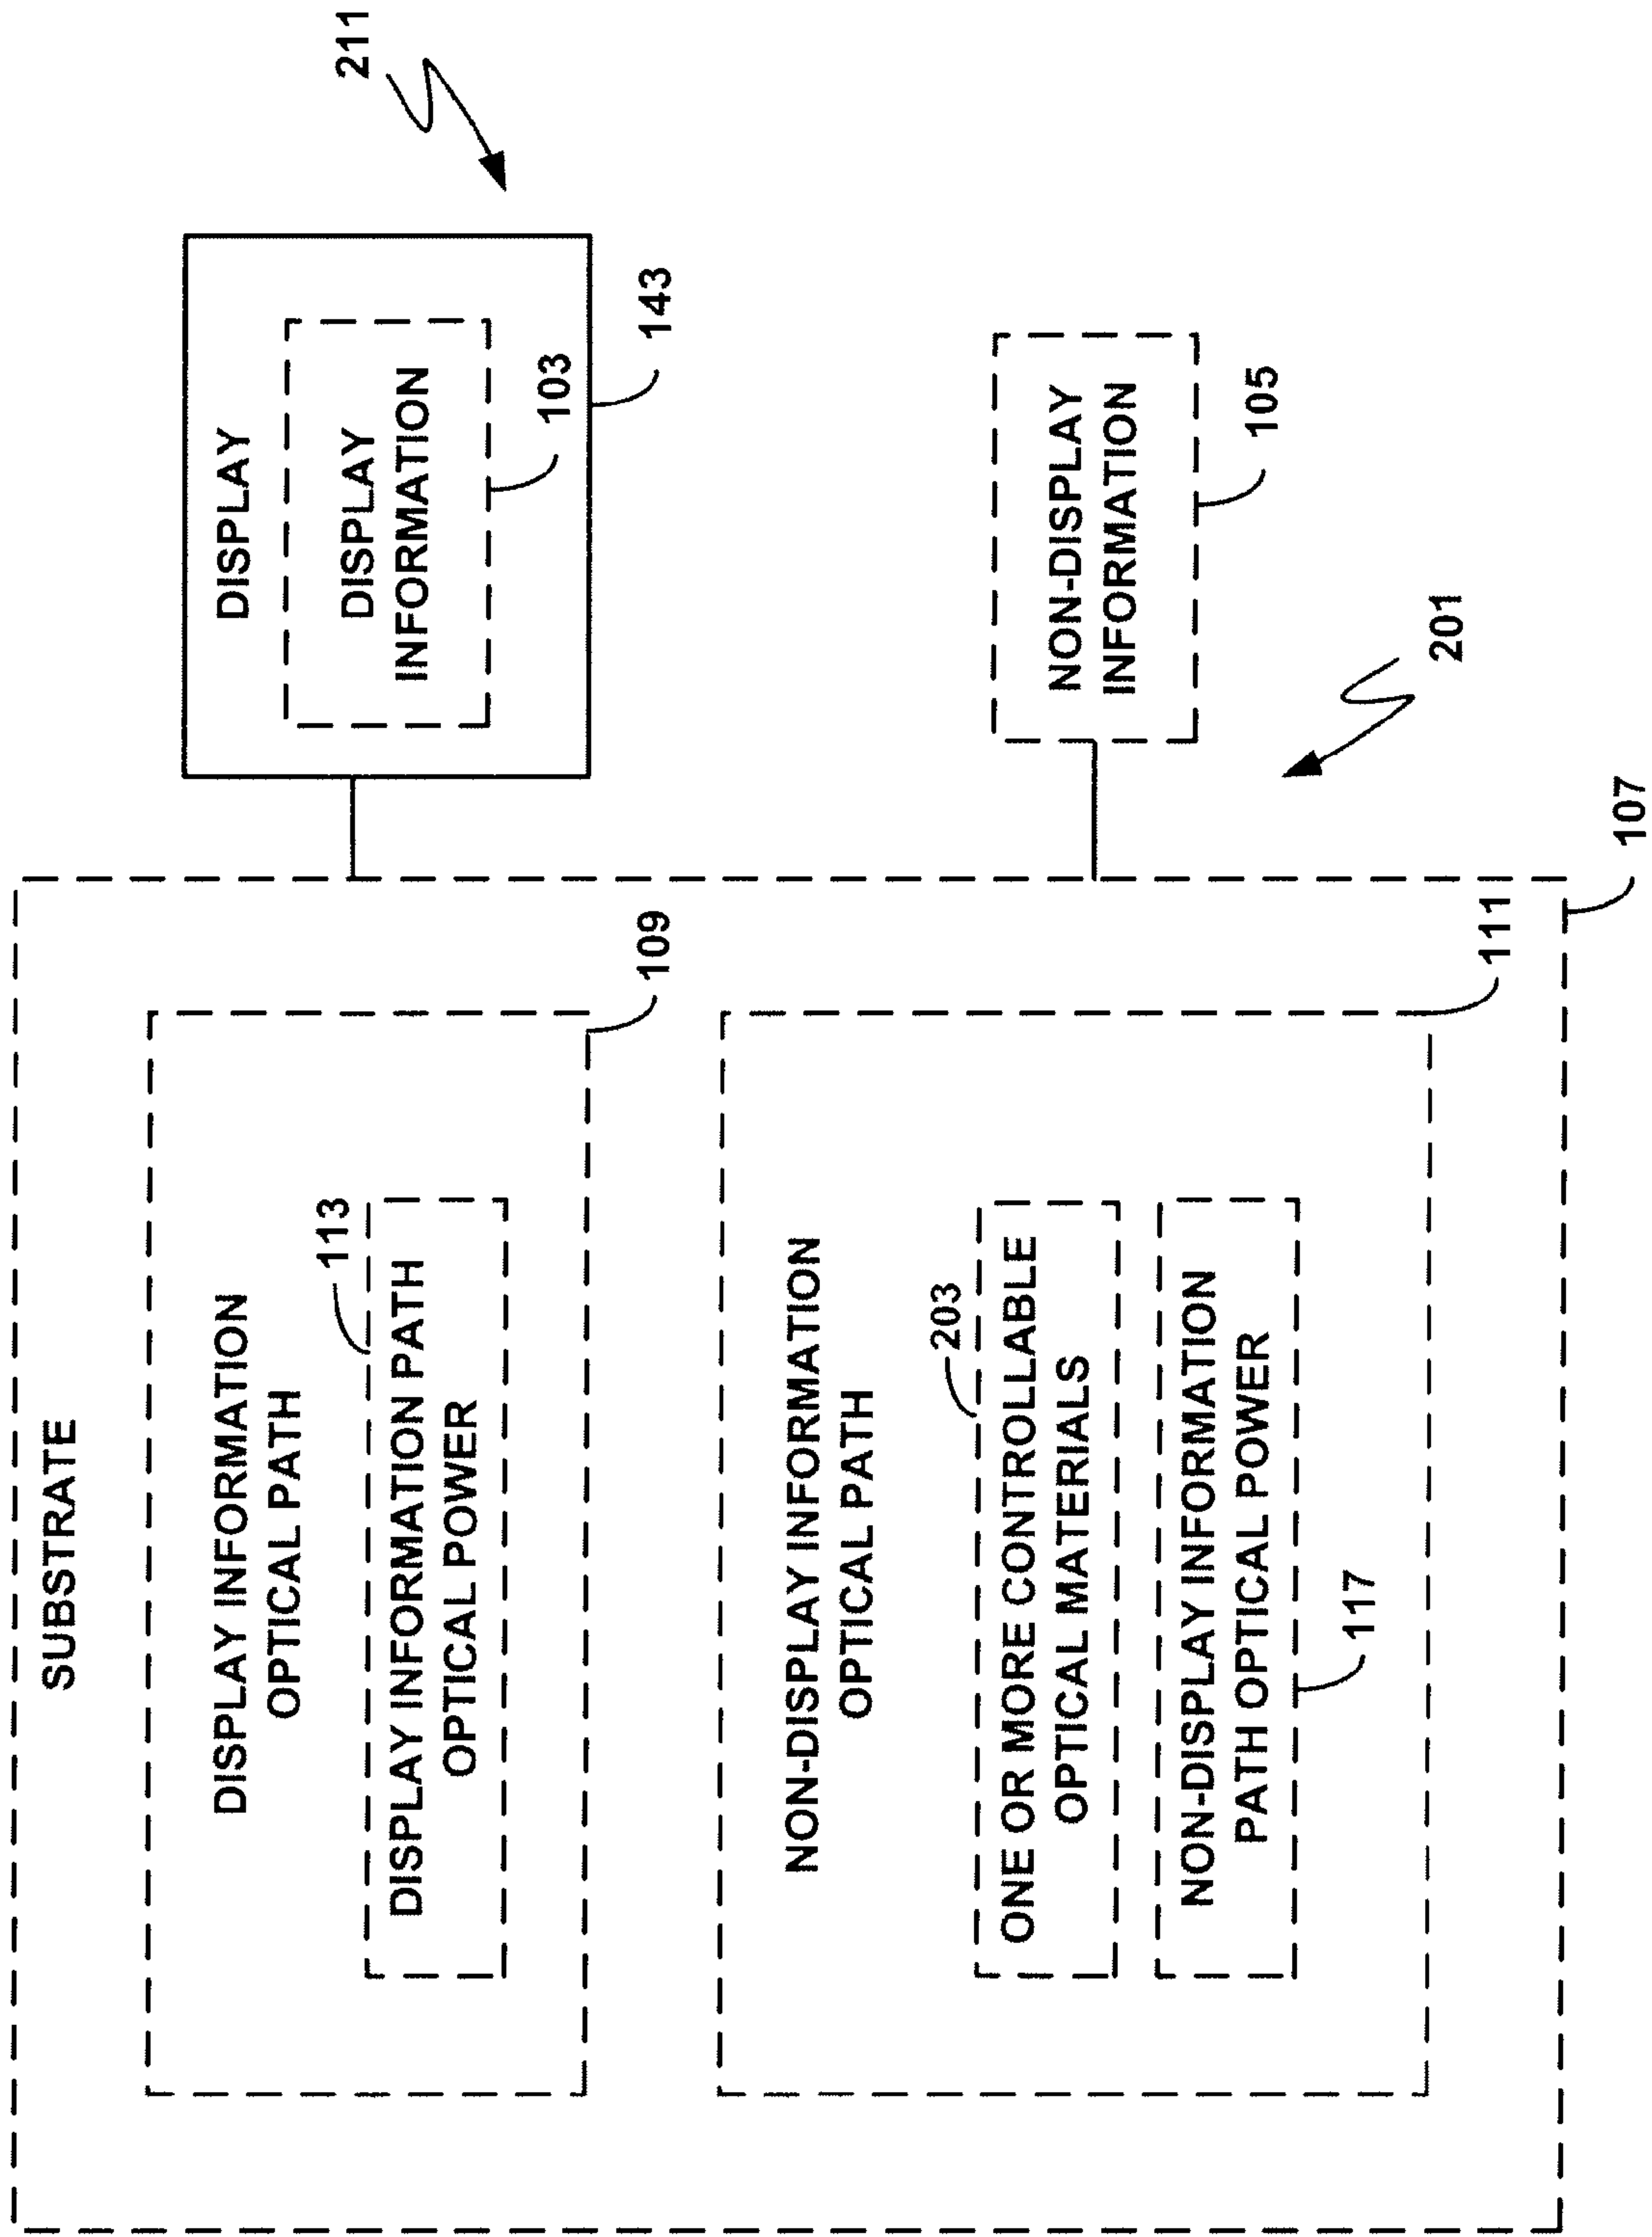 SUBSTRATE
DISPLAY INFORMATION
OPTICAL PATH
113
DISPLAY INFORMATION PATH
OPTICAL POWER
109
NON-DISPLAY INFORMATION
OPTICAL PATH
203
ONE OR MORE CONTROLLABLE
OPTICAL MATERIALS
NON-DISPLAY INFORMATION
PATH OPTICAL POWER
117
111
107
DISPLAY
DISPLAY
INFORMATION
103
143
211
NON-DISPLAY
INFORMATION
105
201